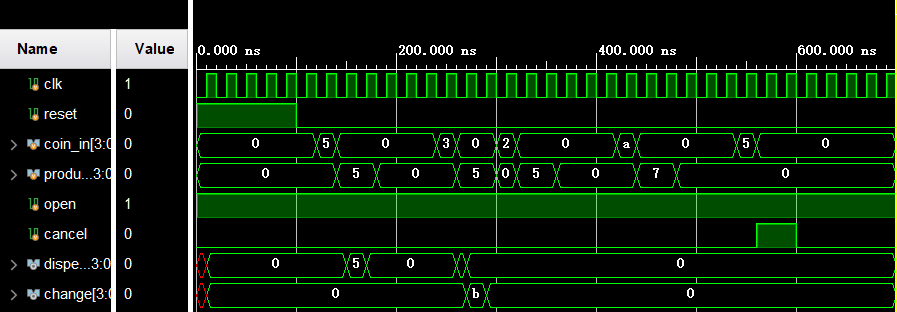 Name Value 0.000 ns 200.000 ns 400.000 ns 600.000 ns
clk 1
reset 0
coin_in[3:0 0 0 5 0 3 0 2 0 a 0 5 0
produ...3:0 0 0 5 0 5 0 5 0 7 0
open 1
cancel 0
dispe...3:0 0 0 5 0 0
change[3:0 0 0 b 0